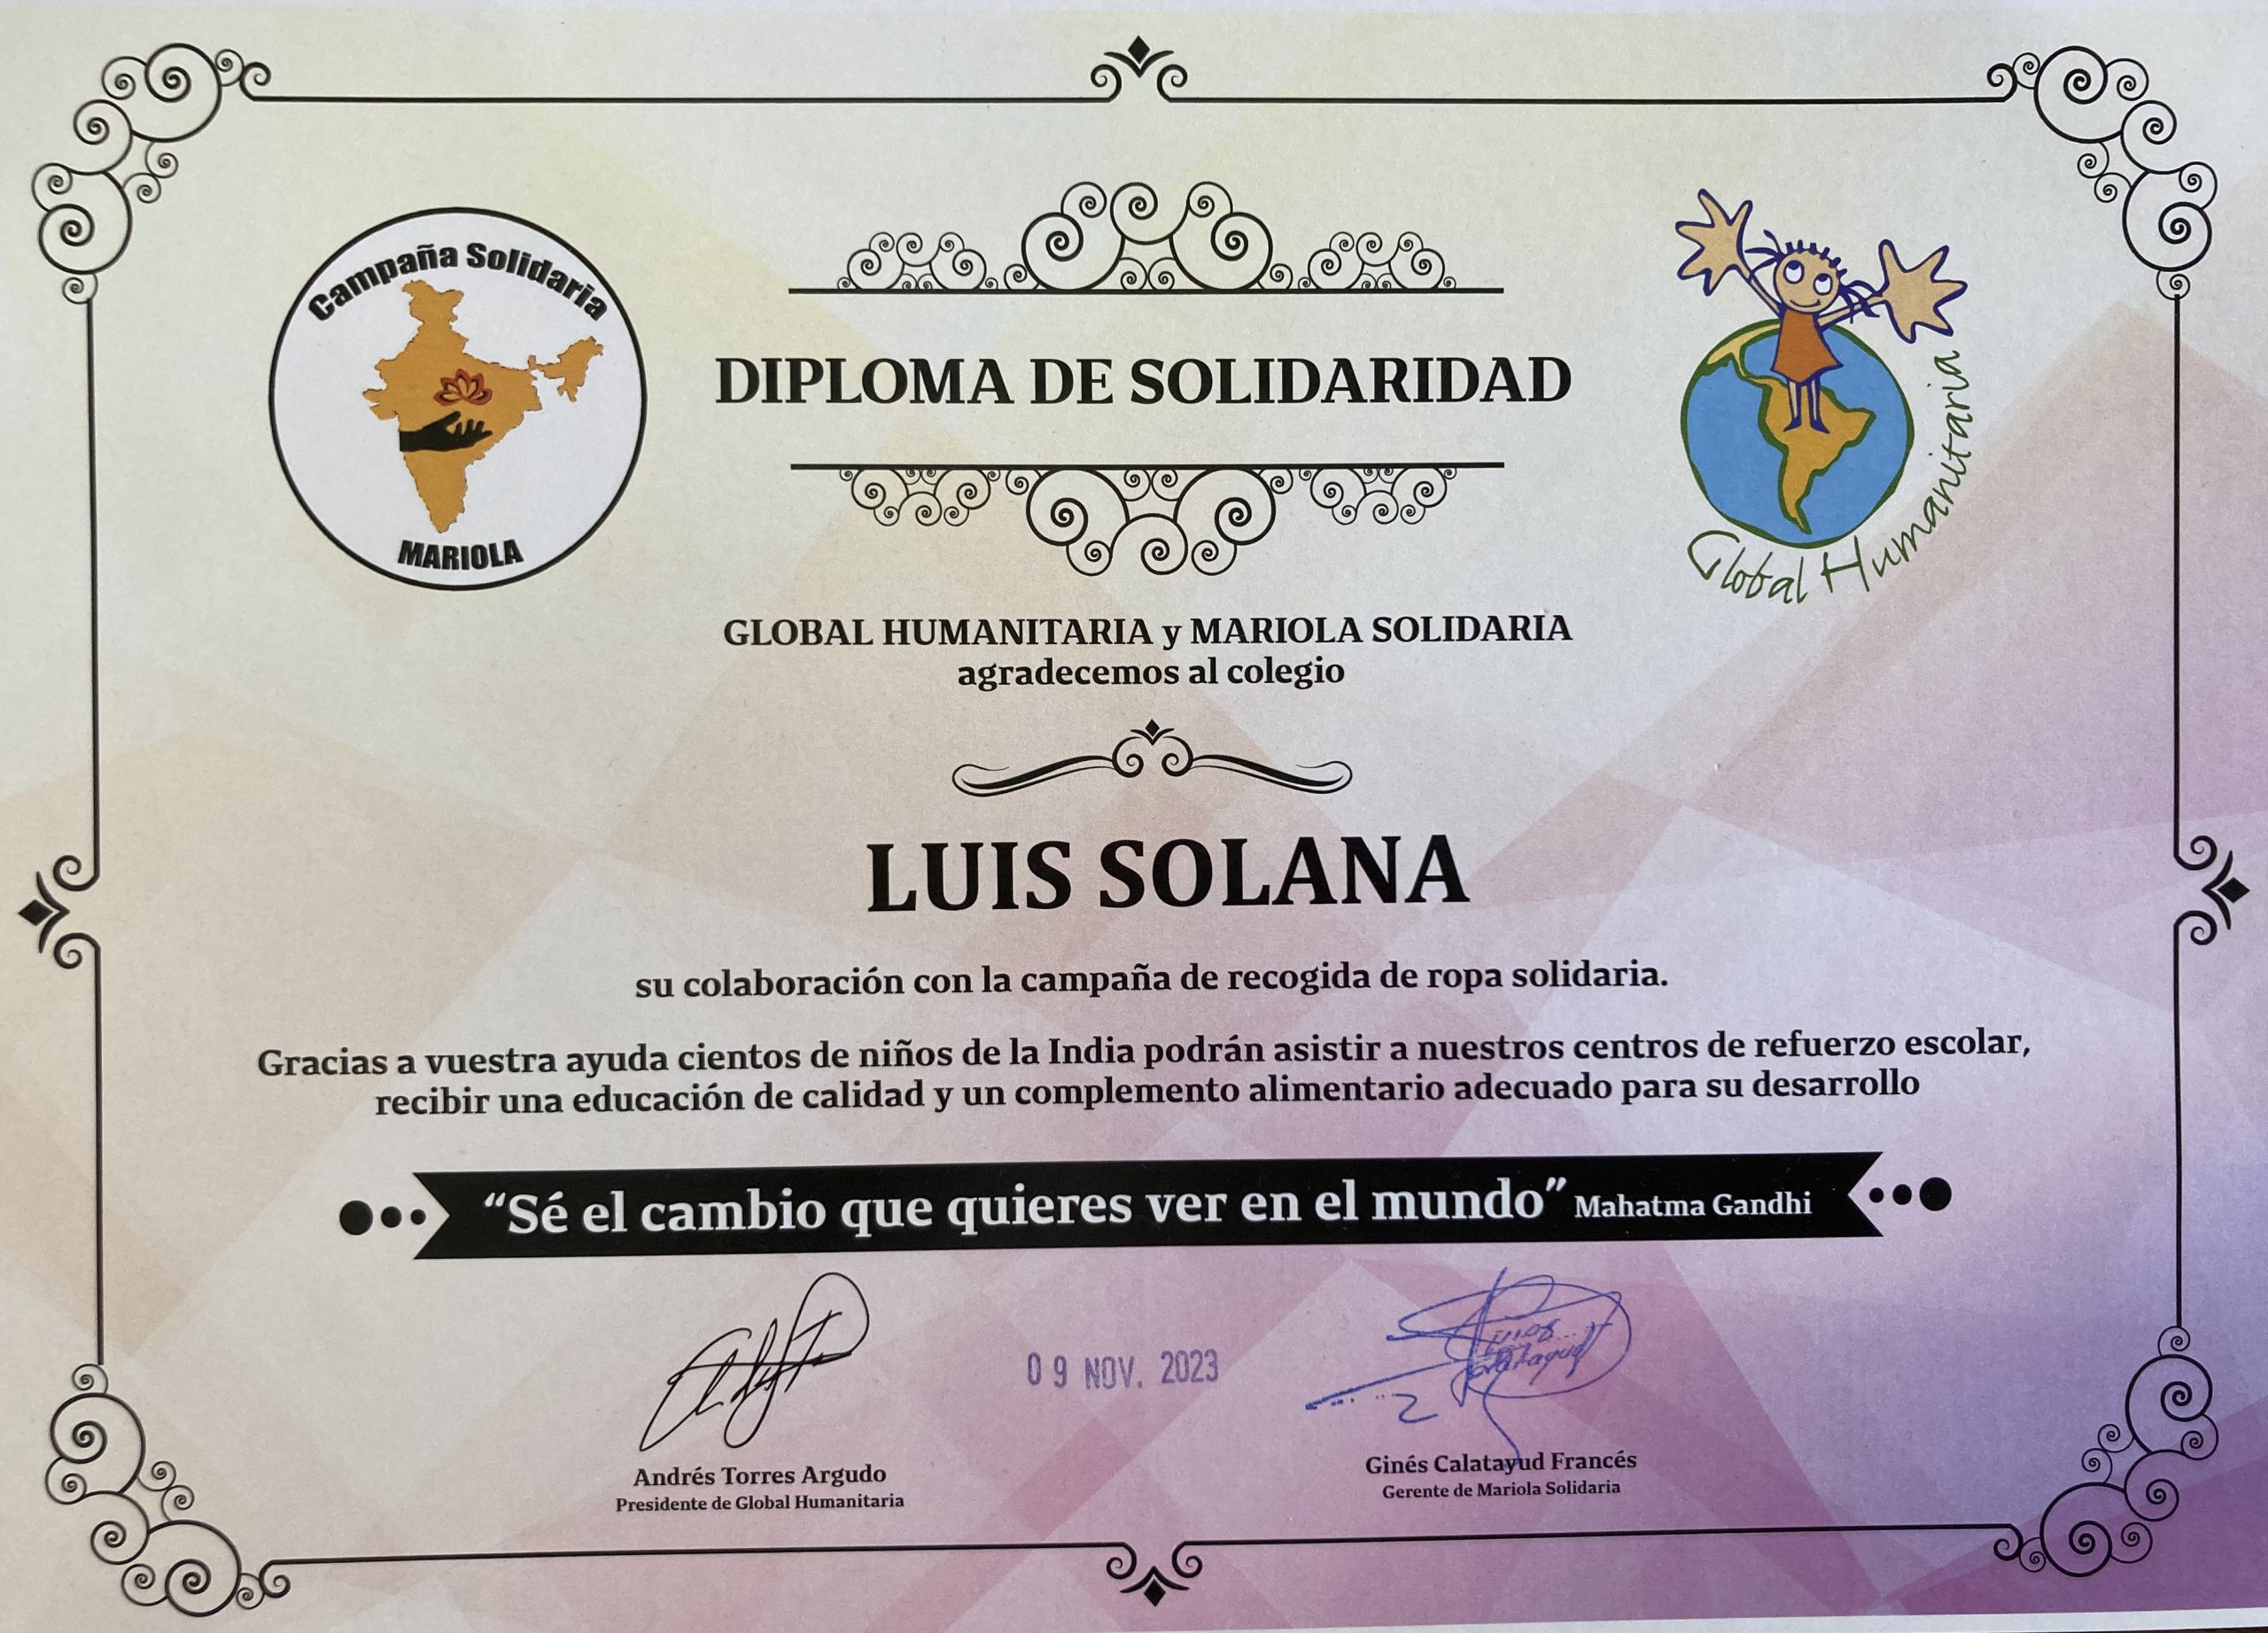 Campaña Solidaria
MARIOLA
DIPLOMA DE SOLIDARIDAD
Global Humanitaria
GLOBAL HUMANITARIA y MARIOLA SOLIDARIA
agradecemos al colegio
LUIS SOLANA
su colaboración con la campaña de recogida de ropa solidaria.
Gracias a vuestra ayuda cientos de niños de la India podrán asistir a nuestros centros de refuerzo escolar,
recibir una educación de calidad y un complemento alimentario adecuado para su desarrollo
“Sé el cambio que quieres ver en el mundo” Mahatma Gandhi
09 NOV. 2023
Andrés Torres Argudo
Presidente de Global Humanitaria
Ginés Calatayud Francés
Gerente de Mariola Solidaria